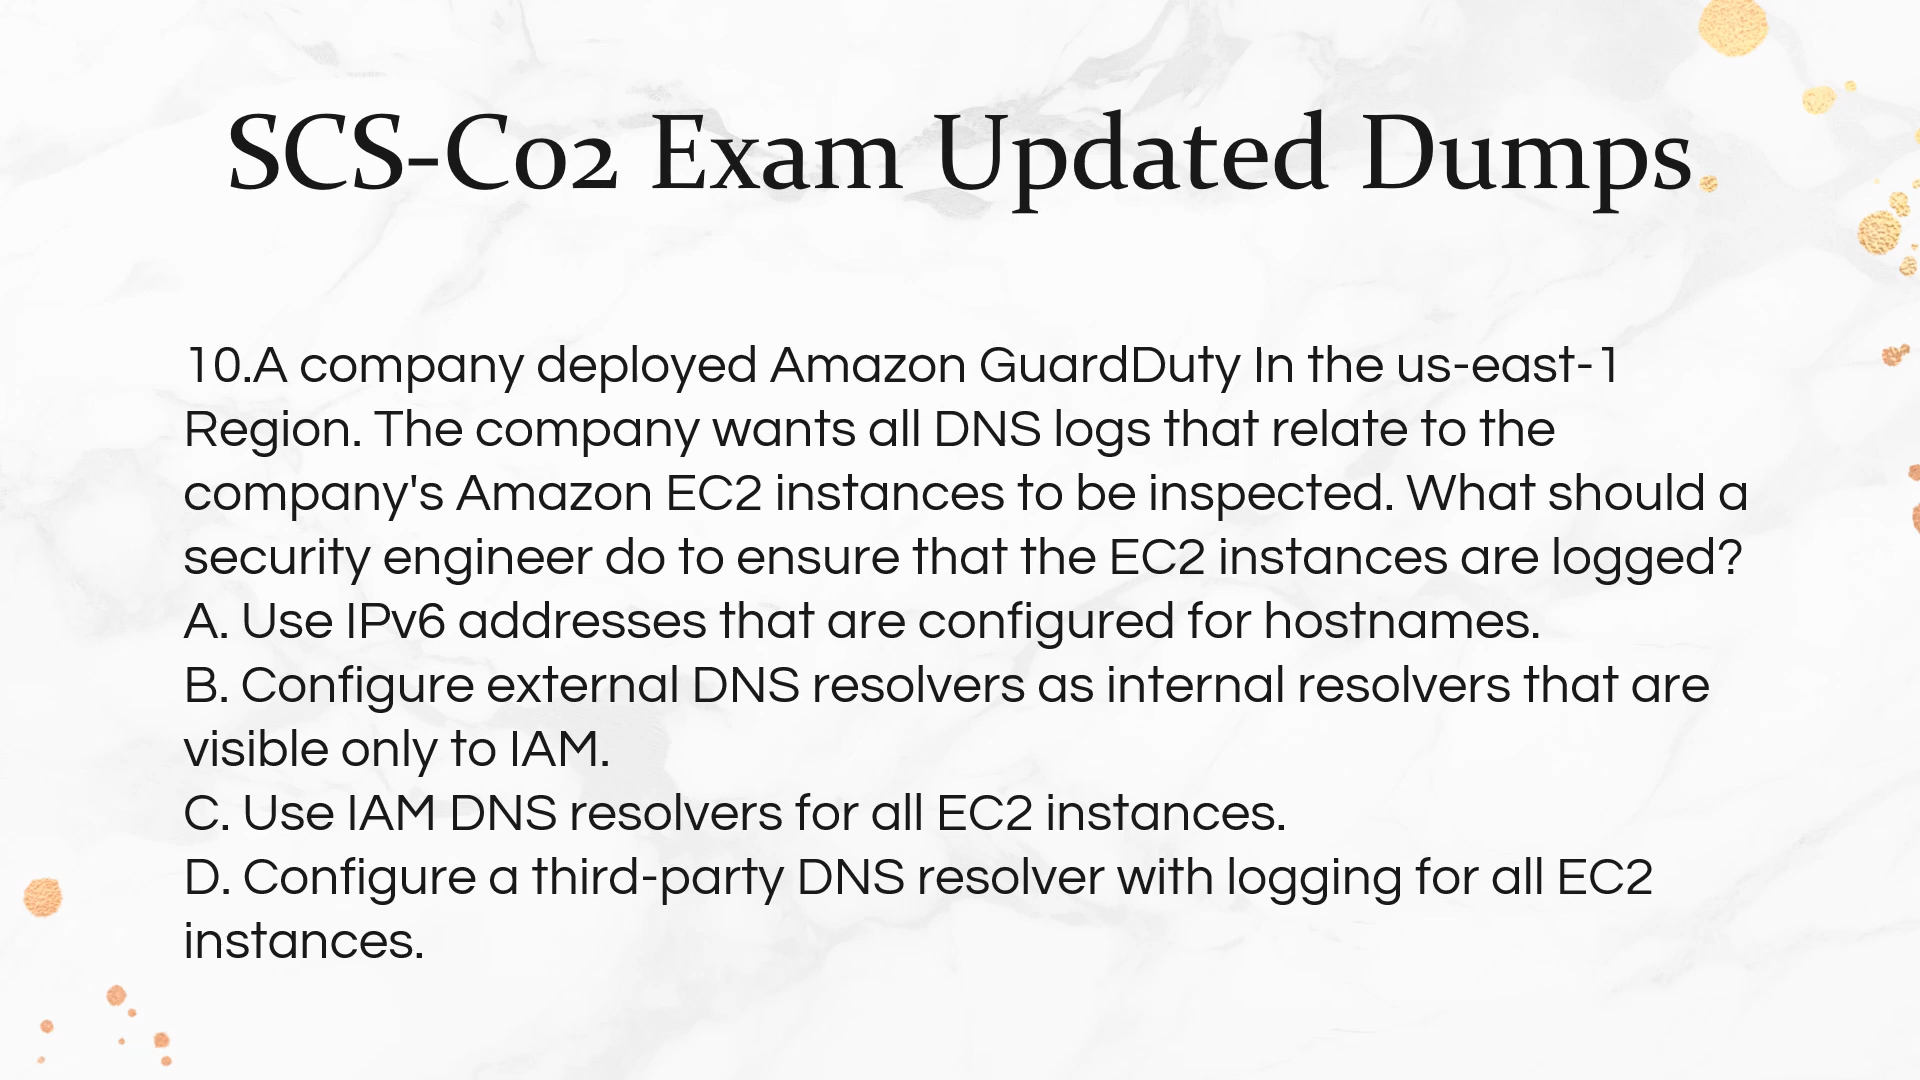 SCS-C02 Exam Updated Dumps
10.A company deployed Amazon GuardDuty In the us-east-1
Region. The company wants all DNS logs that relate to the
company's Amazon EC2 instances to be inspected. What should a
security engineer do to ensure that the EC2 instances are logged?
A. Use IPv6 addresses that are configured for hostnames.
B. Configure external DNS resolvers as internal resolvers that are
visible only to IAM.
C. Use IAM DNS resolvers for all EC2 instances.
D. Configure a third-party DNS resolver with logging for all EC2
instances.